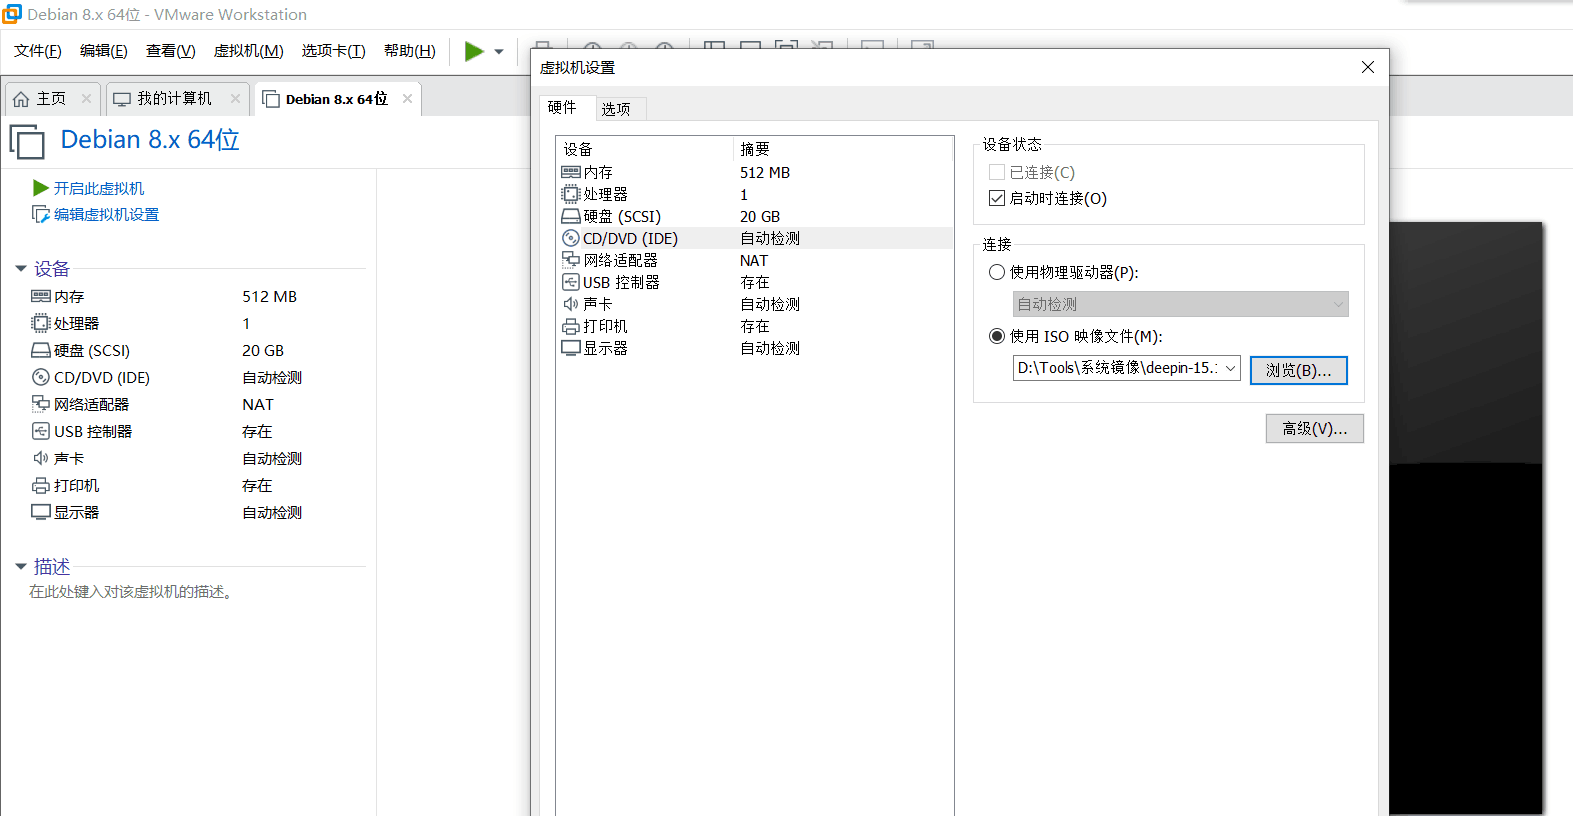 Debian 8.x 64位 - VMware Workstation
文件(F) 编辑(E) 查看(V) 虚拟机(M) 选项卡(T) 帮助(H)
主页 我的计算机 Debian 8.x 64位
Debian 8.x 64位
开启此虚拟机
编辑虚拟机设置
设备
内存 512 MB
处理器 1
硬盘 (SCSI) 20 GB
CD/DVD (IDE) 自动检测
网络适配器 NAT
USB 控制器 存在
声卡 自动检测
打印机 存在
显示器 自动检测
描述
在此处键入对该虚拟机的描述。
虚拟机设置
硬件 选项
设备 摘要
内存 512 MB
处理器 1
硬盘 (SCSI) 20 GB
CD/DVD (IDE) 自动检测
网络适配器 NAT
USB 控制器 存在
声卡 自动检测
打印机 存在
显示器 自动检测
设备状态
已连接(C)
启动时连接(O)
连接
使用物理驱动器(P):
自动检测
使用 ISO 映像文件(M):
D:\Tools\系统镜像\deepin-15.
浏览(B)...
高级(V)...